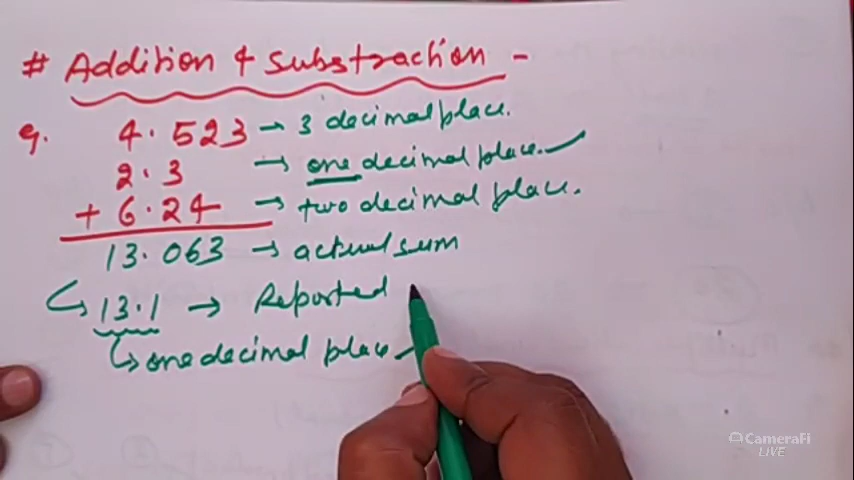 # Addition & Substraction -
eg. 4.523 → 3 decimal place.
2.3 → one decimal place. ✓
+ 6.24 → two decimal place.
13.063 → actual sum
↪ 13.1 → Reported
↪ one decimal place ✓
CameraFi
LIVE